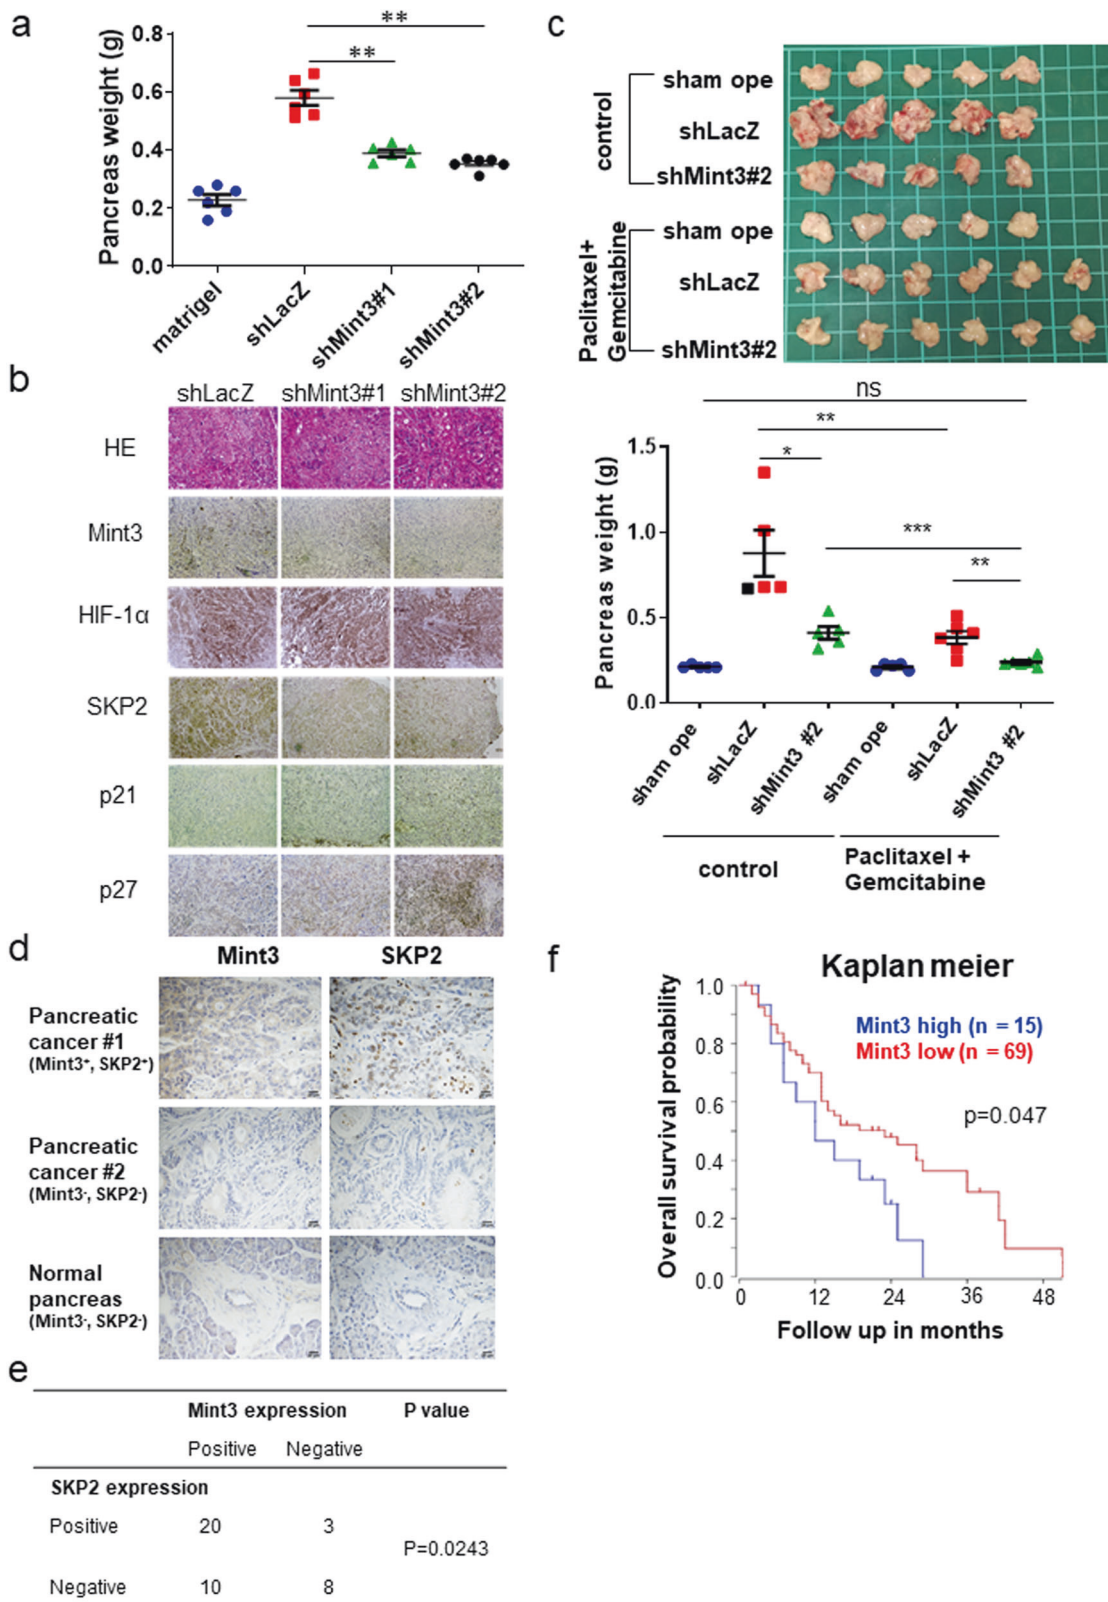 a
Pancreas weight (g)
0.8
0.6
0.4
0.2
0.0
**
**
matrigel
shLacZ
shMint3#1
shMint3#2
b
shLacZ shMint3#1 shMint3#2
HE
Mint3
HIF-1α
SKP2
p21
p27
c
control
sham ope
shLacZ
shMint3#2
Paclitaxel+
Gemcitabine
sham ope
shLacZ
shMint3#2
Pancreas weight (g)
1.5
1.0
0.5
0.0
ns
**
*
***
**
sham ope
shLacZ
shMint3 #2
sham ope
shLacZ
shMint3 #2
control
Paclitaxel +
Gemcitabine
d
Mint3 SKP2
Pancreatic
cancer #1
(Mint3⁺, SKP2⁺)
Pancreatic
cancer #2
(Mint3⁻, SKP2⁻)
Normal
pancreas
(Mint3⁻, SKP2⁻)
e
Mint3 expression P value
Positive Negative
SKP2 expression
Positive 20 3
P=0.0243
Negative 10 8
f
Kaplan meier
Overall survival probability
1.0
0.8
0.6
0.4
0.2
0.0
Mint3 high (n = 15)
Mint3 low (n = 69)
p=0.047
0 12 24 36 48
Follow up in months